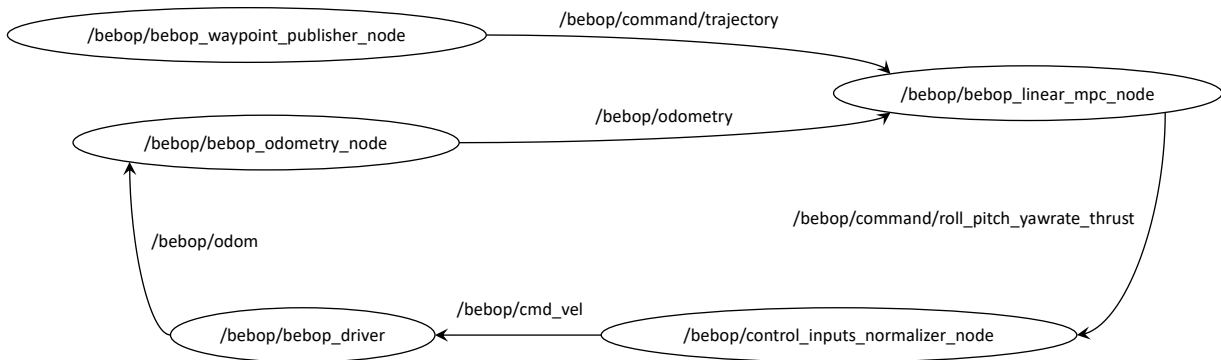 /bebop/command/trajectory
/bebop/bebop_waypoint_publisher_node
/bebop/bebop_linear_mpc_node
/bebop/odometry
/bebop/bebop_odometry_node
/bebop/command/roll_pitch_yawrate_thrust
/bebop/odom
/bebop/cmd_vel
/bebop/bebop_driver
/bebop/control_inputs_normalizer_node